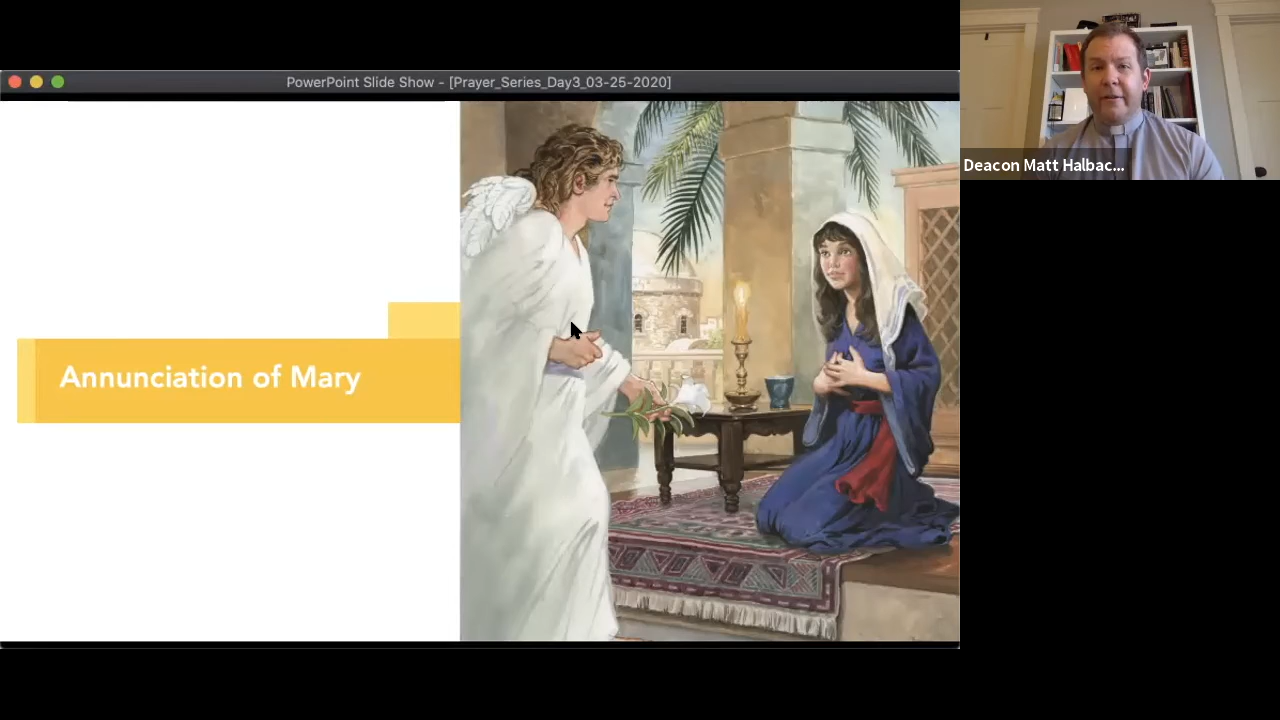 PowerPoint Slide Show - [Prayer_Series_Day3_03-25-2020]
Annunciation of Mary
Deacon Matt Halbac...